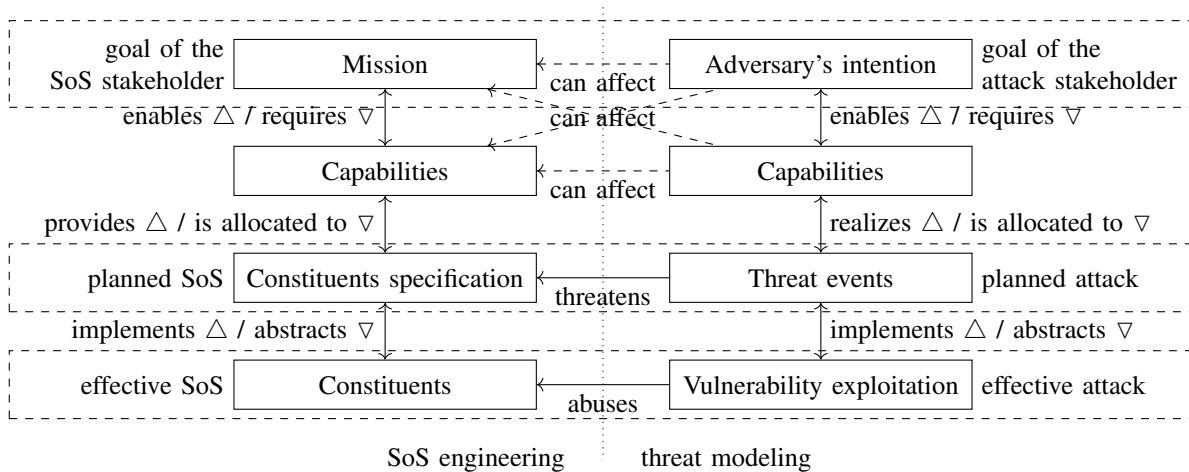 goal of the
SoS stakeholder
Mission
can affect
Adversary's intention
goal of the
attack stakeholder
enables △ / requires ▽
can affect
can affect
enables △ / requires ▽
Capabilities
can affect
Capabilities
provides △ / is allocated to ▽
realizes △ / is allocated to ▽
planned SoS
Constituents specification
threatens
Threat events
planned attack
implements △ / abstracts ▽
implements △ / abstracts ▽
effective SoS
Constituents
abuses
Vulnerability exploitation
effective attack
SoS engineering
threat modeling